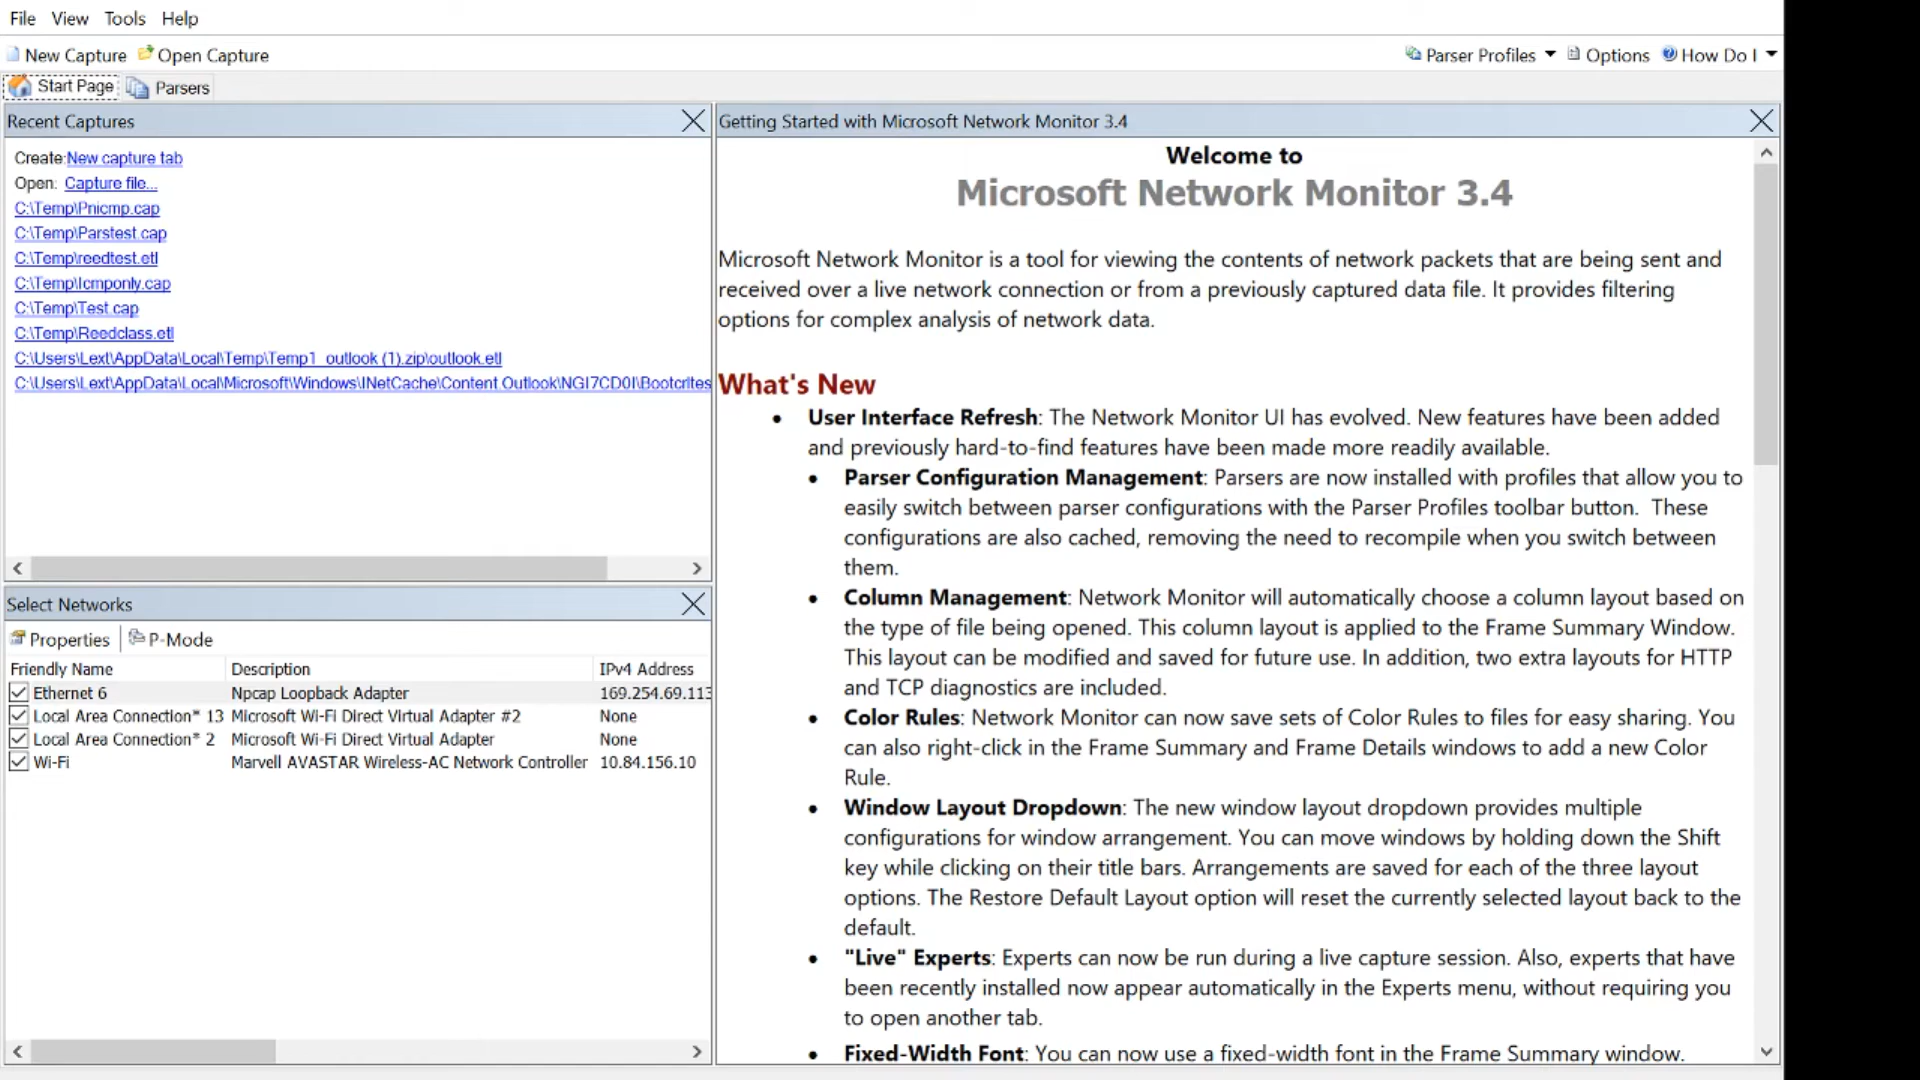 File View Tools Help
New Capture Open Capture Parser Profiles Options How Do I
Start Page Parsers
Recent Captures
Create:New capture tab
Open: Capture file...
C:\Temp\Pnicmp.cap
C:\Temp\Parstest.cap
C:\Temp\reedtest.etl
C:\Temp\Icmponly.cap
C:\Temp\Test.cap
C:\Temp\Reedclass.etl
C:\Users\Lext\AppData\Local\Temp\Temp1_outlook (1).zip\outlook.etl
C:\Users\Lext\AppData\Local\Microsoft\Windows\INetCache\Content.Outlook\NGI7CD0I\Bootcrites
Select Networks
Properties P-Mode
Friendly Name Description IPv4 Address
Ethernet 6 Npcap Loopback Adapter 169.254.69.113
Local Area Connection* 13 Microsoft Wi-Fi Direct Virtual Adapter #2 None
Local Area Connection* 2 Microsoft Wi-Fi Direct Virtual Adapter None
Wi-Fi Marvell AVASTAR Wireless-AC Network Controller 10.84.156.10
Getting Started with Microsoft Network Monitor 3.4
Welcome to
Microsoft Network Monitor 3.4
Microsoft Network Monitor is a tool for viewing the contents of network packets that are being sent and
received over a live network connection or from a previously captured data file. It provides filtering
options for complex analysis of network data.
What's New
• User Interface Refresh: The Network Monitor UI has evolved. New features have been added
and previously hard-to-find features have been made more readily available.
• Parser Configuration Management: Parsers are now installed with profiles that allow you to
easily switch between parser configurations with the Parser Profiles toolbar button. These
configurations are also cached, removing the need to recompile when you switch between
them.
• Column Management: Network Monitor will automatically choose a column layout based on
the type of file being opened. This column layout is applied to the Frame Summary Window.
This layout can be modified and saved for future use. In addition, two extra layouts for HTTP
and TCP diagnostics are included.
• Color Rules: Network Monitor can now save sets of Color Rules to files for easy sharing. You
can also right-click in the Frame Summary and Frame Details windows to add a new Color
Rule.
• Window Layout Dropdown: The new window layout dropdown provides multiple
configurations for window arrangement. You can move windows by holding down the Shift
key while clicking on their title bars. Arrangements are saved for each of the three layout
options. The Restore Default Layout option will reset the currently selected layout back to the
default.
• "Live" Experts: Experts can now be run during a live capture session. Also, experts that have
been recently installed now appear automatically in the Experts menu, without requiring you
to open another tab.
• Fixed-Width Font: You can now use a fixed-width font in the Frame Summary window.